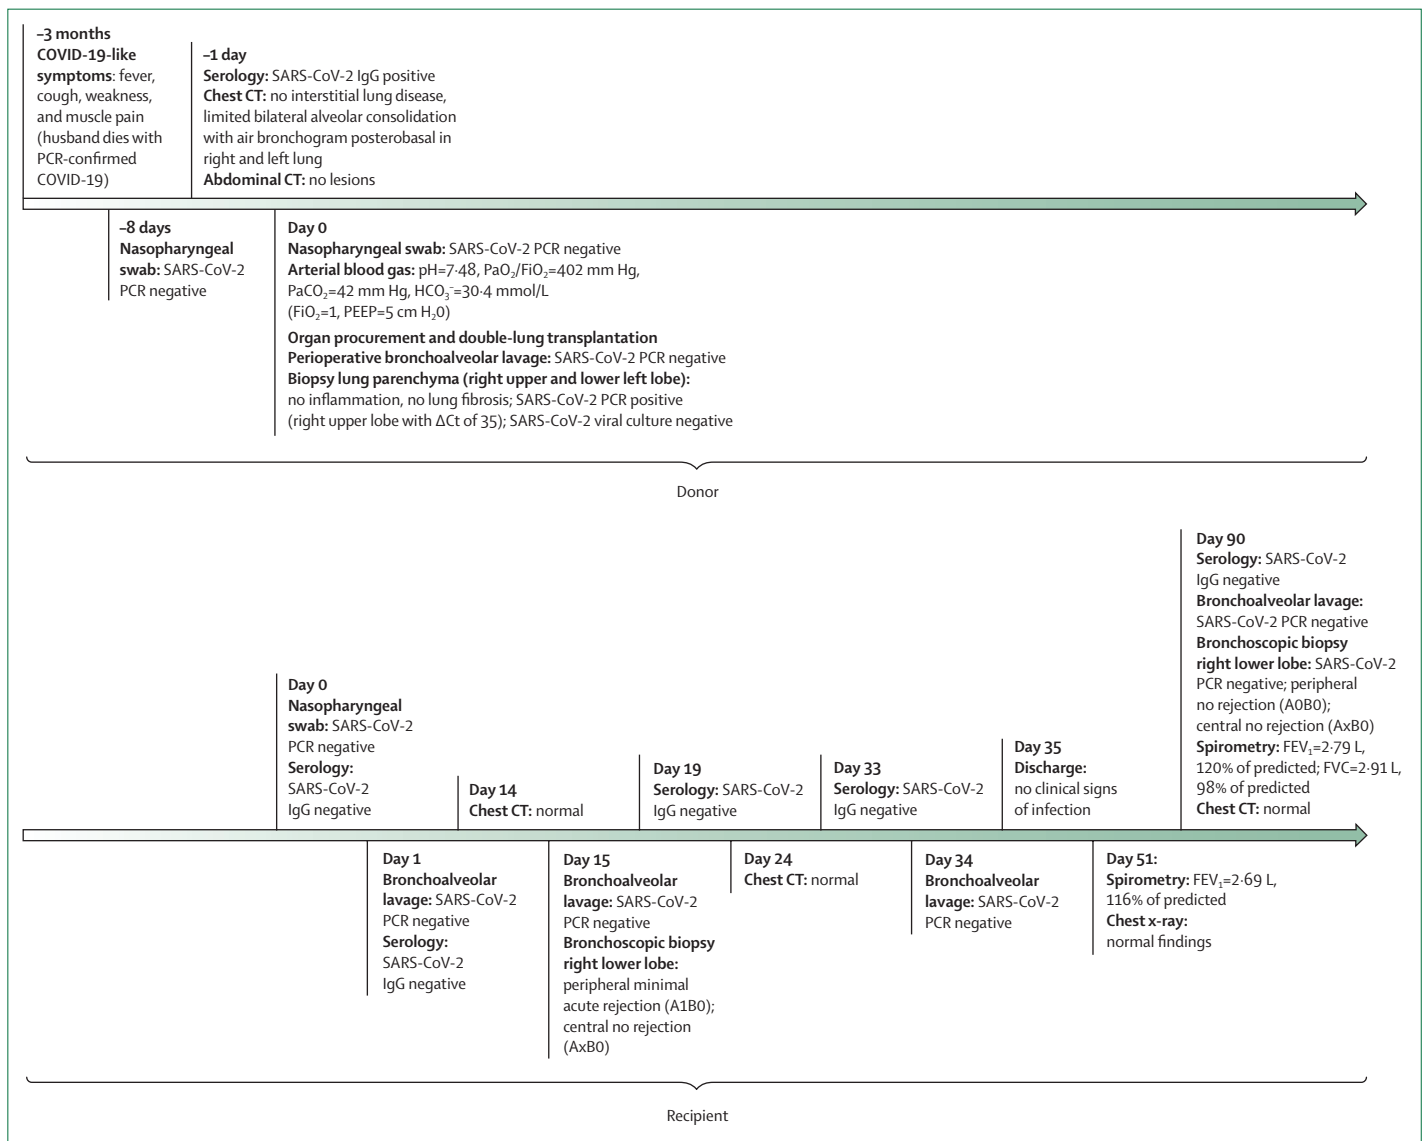 –3 months
COVID-19-like
symptoms: fever,
cough, weakness,
and muscle pain
(husband dies with
PCR-confirmed
COVID-19)
–1 day
Serology: SARS-CoV-2 IgG positive
Chest CT: no interstitial lung disease,
limited bilateral alveolar consolidation
with air bronchogram posterobasal in
right and left lung
Abdominal CT: no lesions
–8 days
Nasopharyngeal
swab: SARS-CoV-2
PCR negative
Day 0
Nasopharyngeal swab: SARS-CoV-2 PCR negative
Arterial blood gas: pH=7·48, PaO₂/FiO₂=402 mm Hg,
PaCO₂=42 mm Hg, HCO₃⁻=30·4 mmol/L
(FiO₂=1, PEEP=5 cm H₂0)
Organ procurement and double-lung transplantation
Perioperative bronchoalveolar lavage: SARS-CoV-2 PCR negative
Biopsy lung parenchyma (right upper and lower left lobe):
no inflammation, no lung fibrosis; SARS-CoV-2 PCR positive
(right upper lobe with ΔCt of 35); SARS-CoV-2 viral culture negative
Donor
Day 0
Nasopharyngeal
swab: SARS-CoV-2
PCR negative
Serology:
SARS-CoV-2
IgG negative
Day 1
Bronchoalveolar
lavage: SARS-CoV-2
PCR negative
Serology:
SARS-CoV-2
IgG negative
Day 14
Chest CT: normal
Day 15
Bronchoalveolar
lavage: SARS-CoV-2
PCR negative
Bronchoscopic biopsy
right lower lobe:
peripheral minimal
acute rejection (A1B0);
central no rejection
(AxB0)
Day 19
Serology: SARS-CoV-2
IgG negative
Day 24
Chest CT: normal
Day 33
Serology: SARS-CoV-2
IgG negative
Day 34
Bronchoalveolar
lavage: SARS-CoV-2
PCR negative
Day 35
Discharge:
no clinical signs
of infection
Day 51:
Spirometry: FEV₁=2·69 L,
116% of predicted
Chest x-ray:
normal findings
Day 90
Serology: SARS-CoV-2
IgG negative
Bronchoalveolar lavage:
SARS-CoV-2 PCR negative
Bronchoscopic biopsy
right lower lobe: SARS-CoV-2
PCR negative; peripheral
no rejection (A0B0);
central no rejection (AxB0)
Spirometry: FEV₁=2·79 L,
120% of predicted; FVC=2·91 L,
98% of predicted
Chest CT: normal
Recipient